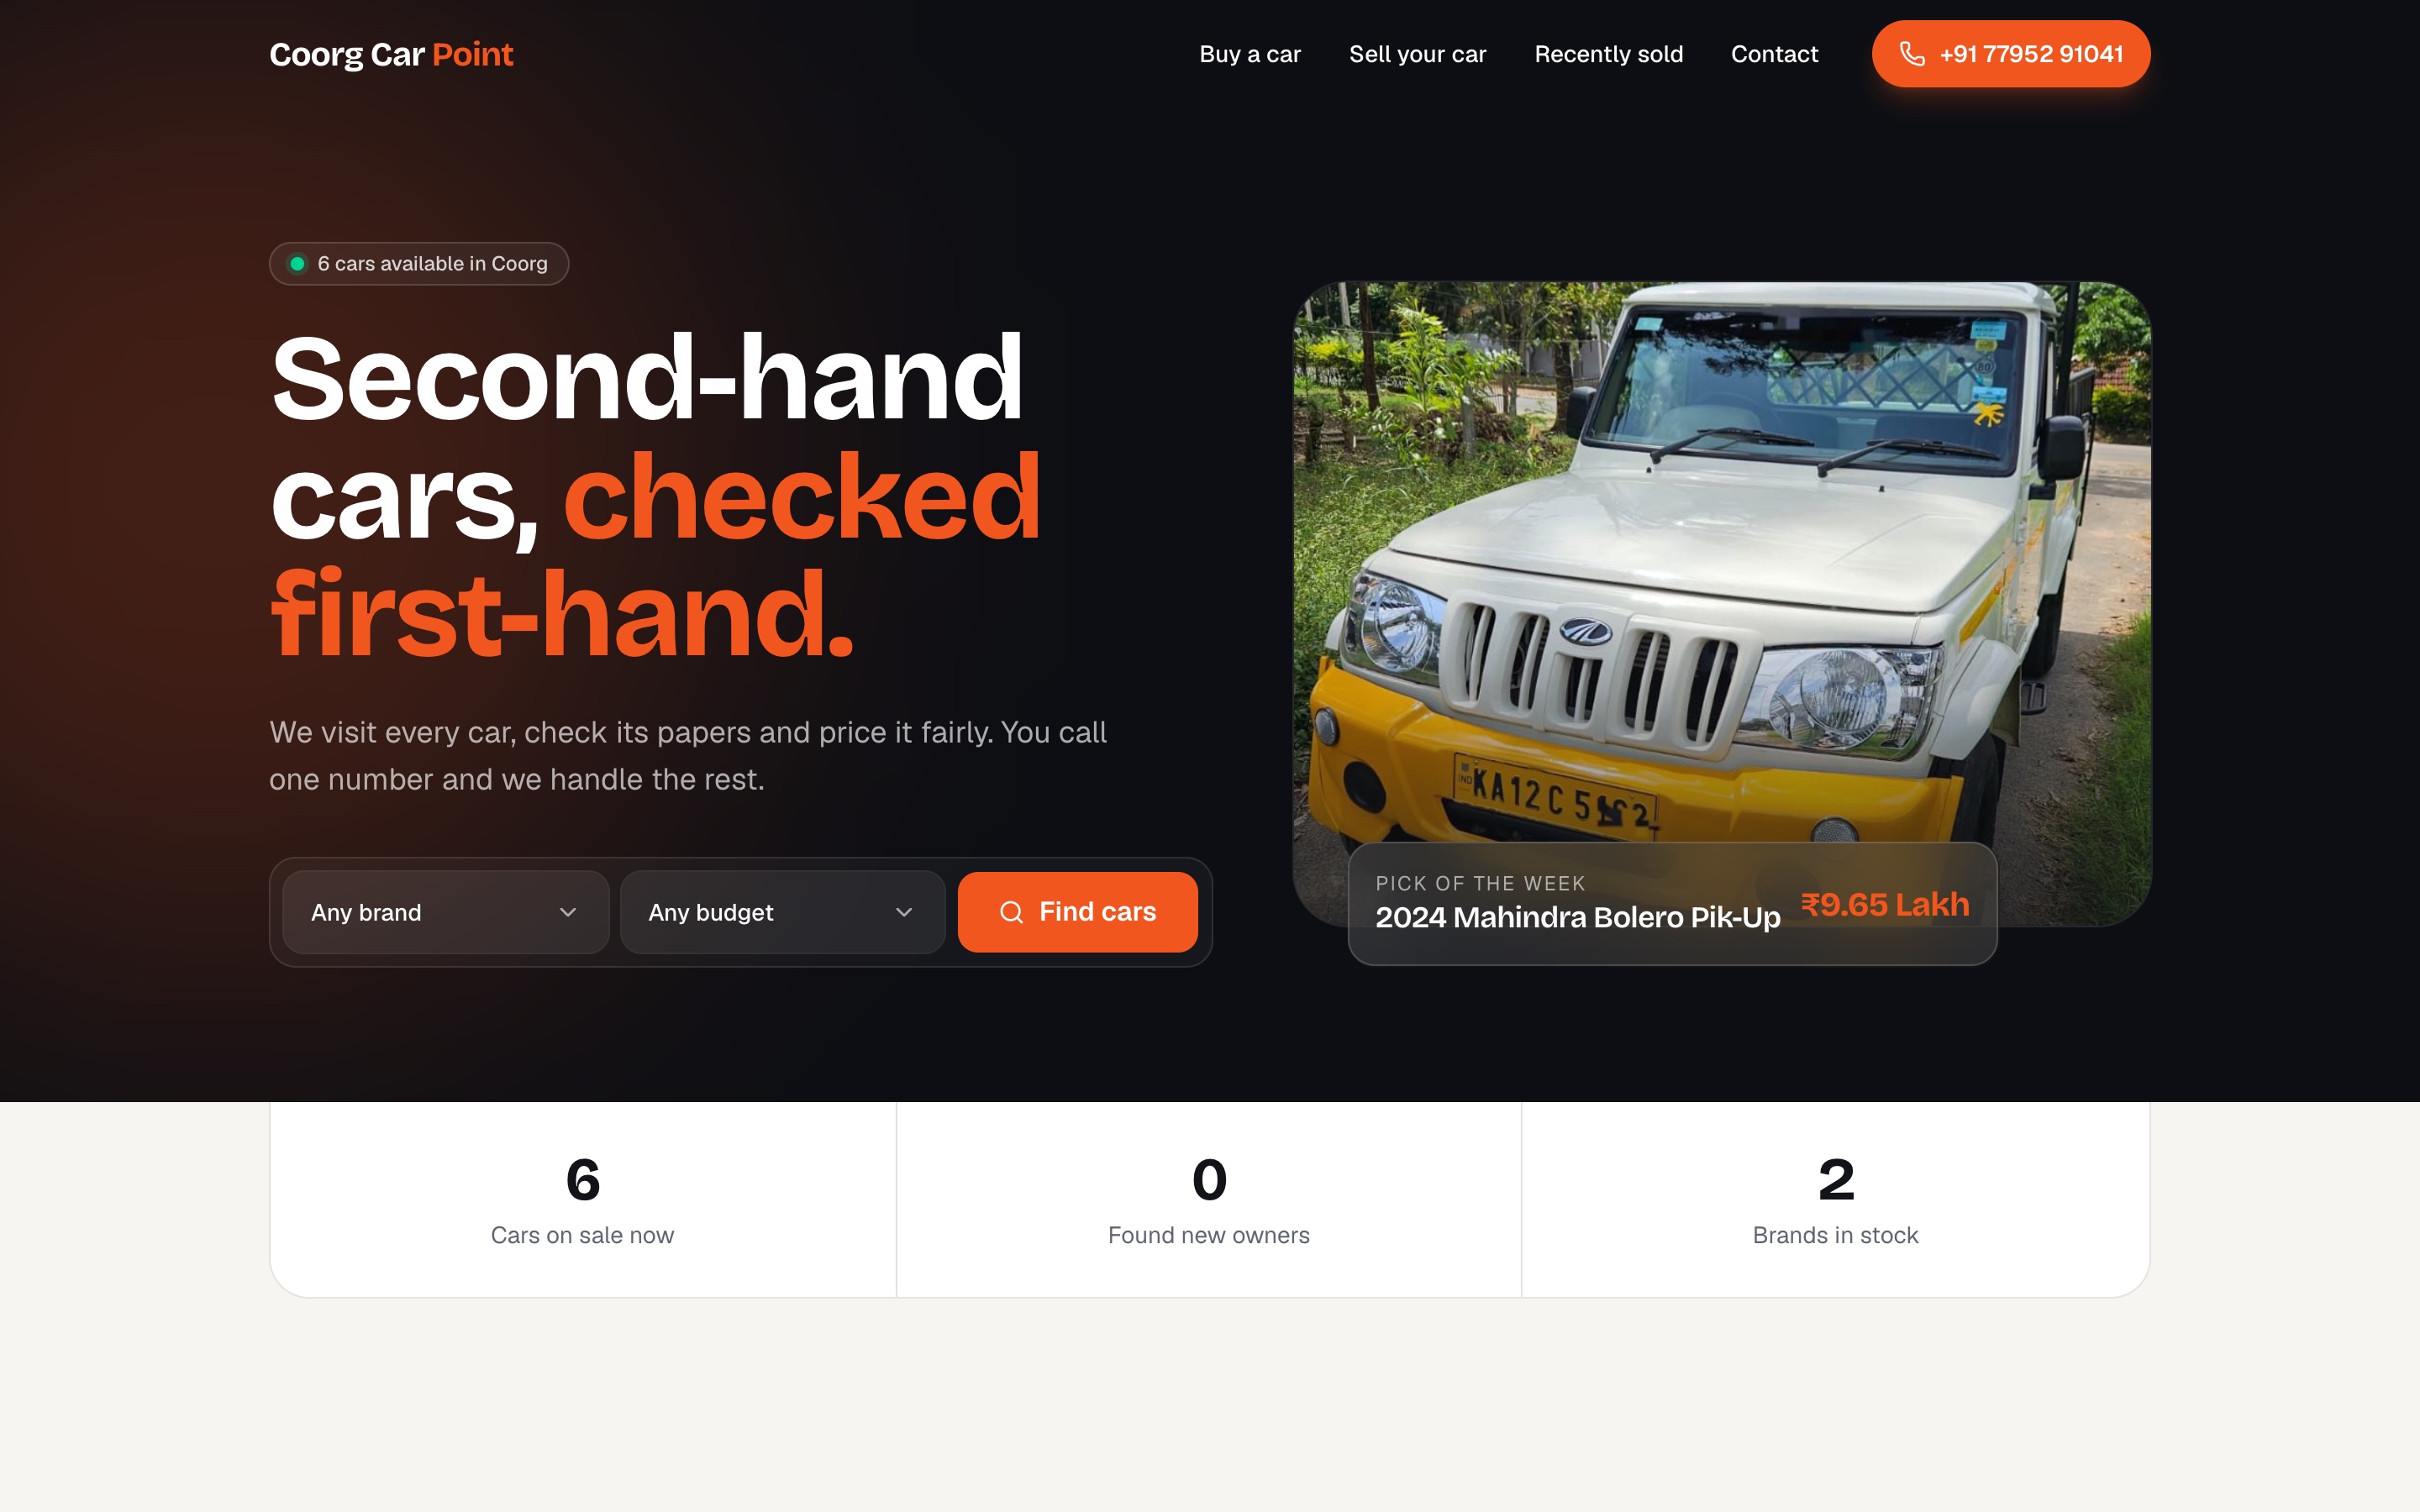 Coorg Car Point
Buy a car
Sell your car
Recently sold
Contact
+91 77952 91041
6 cars available in Coorg
Second-hand
cars, checked
first-hand.
We visit every car, check its papers and price it fairly. You call
one number and we handle the rest.
Any brand
Any budget
Find cars
IND
KA12C
PICK OF THE WEEK
2024 Mahindra Bolero Pik-Up
₹9.65 Lakh
6
Cars on sale now
0
Found new owners
2
Brands in stock